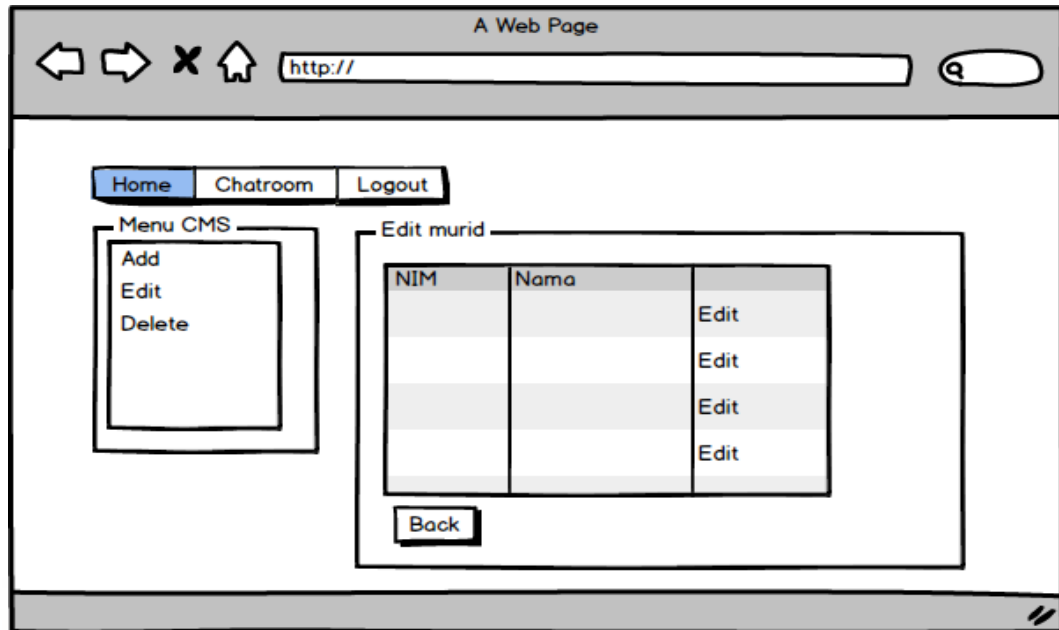 A Web Page
http://
Home Chatroom Logout
Menu CMS
Add
Edit
Delete
Edit murid
NIM Nama
Edit
Edit
Edit
Edit
Back